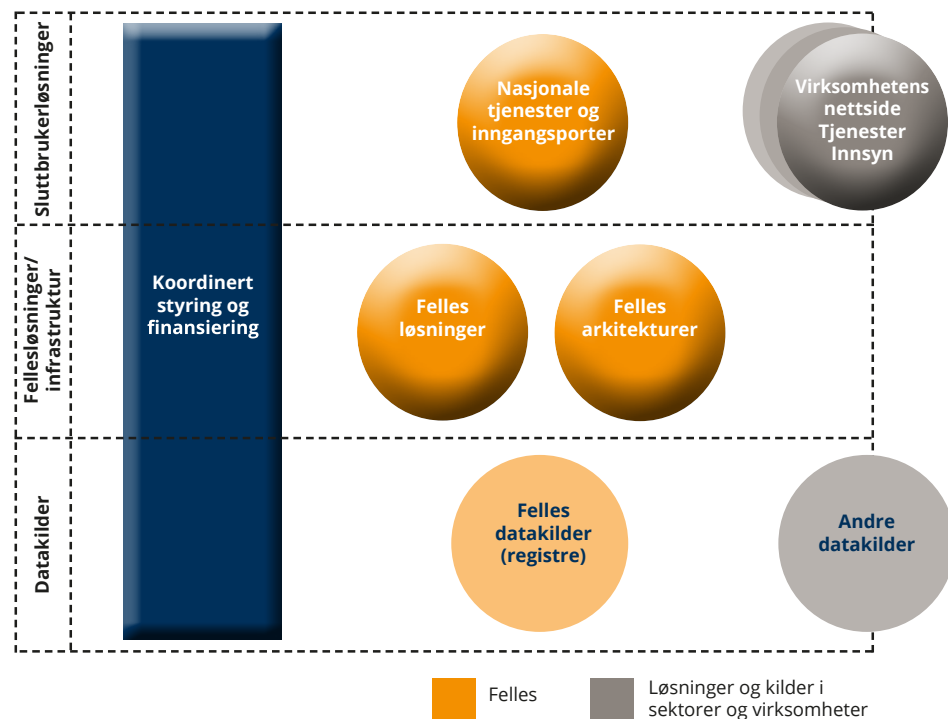 Sluttbrukerløsninger
Nasjonale
tjenester og
inngangsporter
Virksomhetens
nettside
Tjenester
Innsyn
Fellesløsninger/
infrastruktur
Koordinert
styring og
finansiering
Felles
løsninger
Felles
arkitekturer
Datakilder
Felles
datakilder
(registre)
Andre
datakilder
Felles
Løsninger og kilder i
sektorer og virksomheter